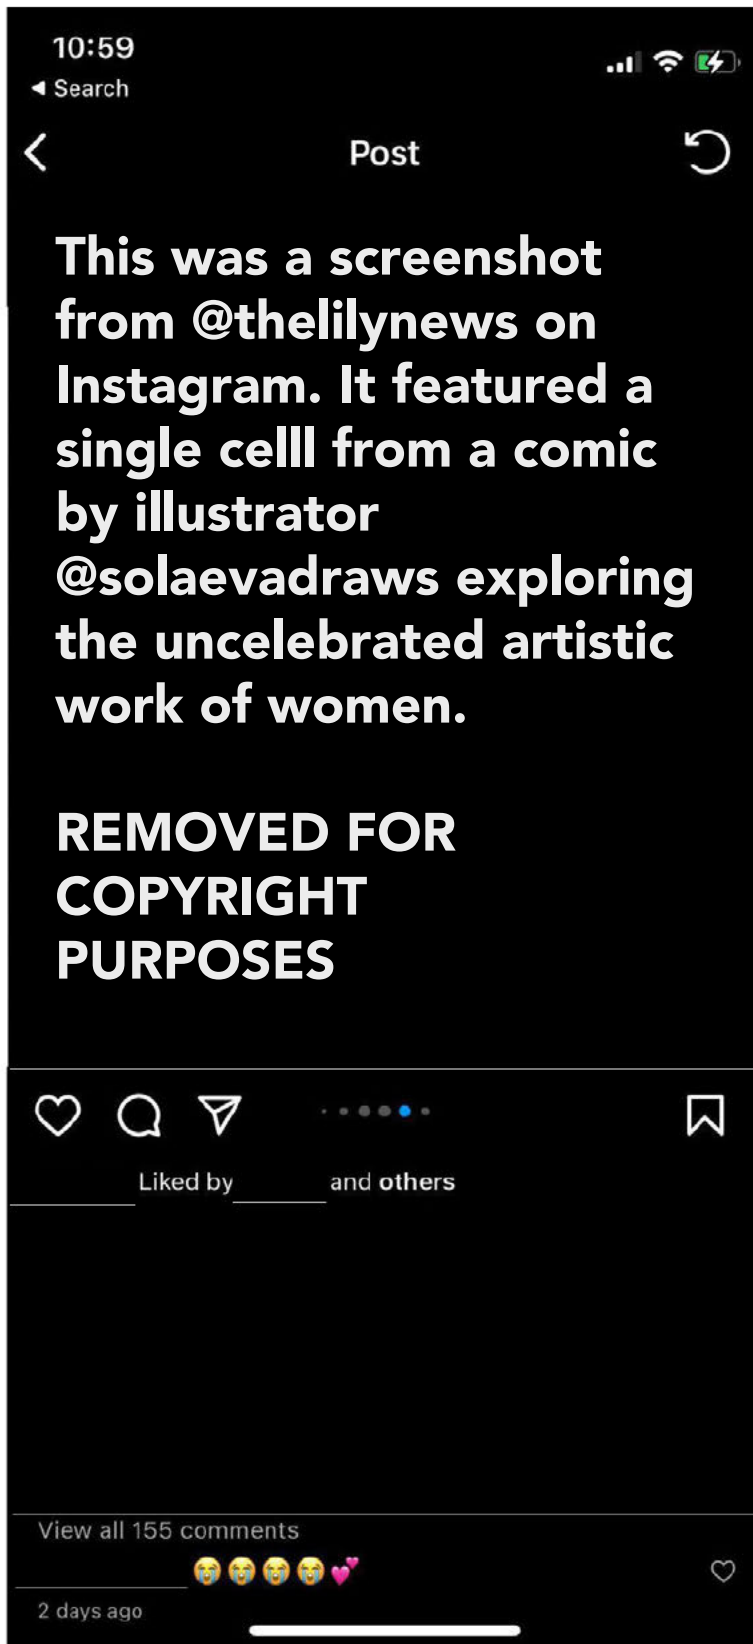 10:59
Search
Post
This was a screenshot
from @thelilynews on
Instagram. It featured a
single celll from a comic
by illustrator
@solaevadraws exploring
the uncelebrated artistic
work of women.
REMOVED FOR
COPYRIGHT
PURPOSES
Liked by and others
View all 155 comments
😭😭😭😭💕
2 days ago